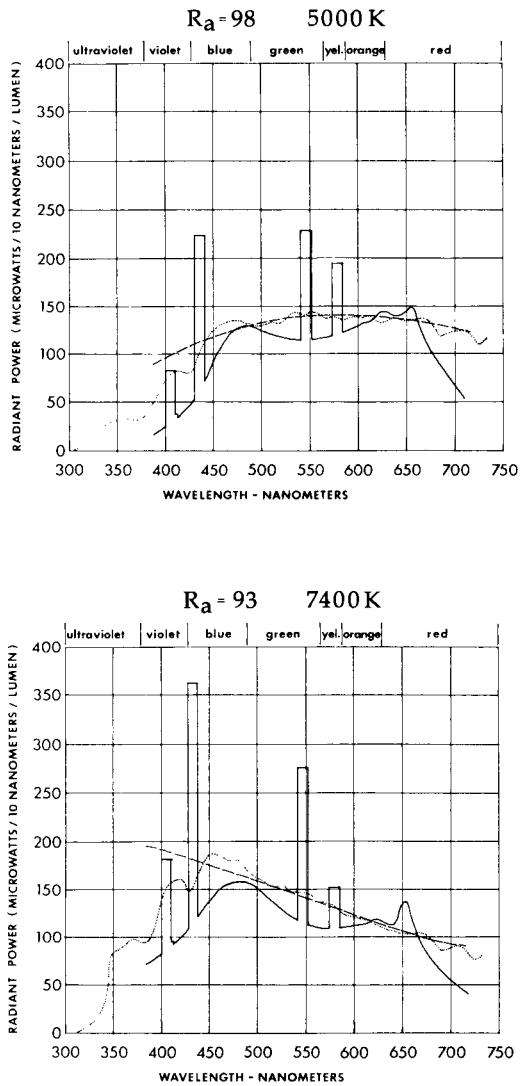 Ra = 98 5000 K
ultraviolet violet blue green yel. orange red
400
350
300
250
200
150
100
50
0
RADIANT POWER (MICROWATTS / 10 NANOMETERS / LUMEN)
300 350 400 450 500 550 600 650 700 750
WAVELENGTH - NANOMETERS
Ra = 93 7400 K
ultraviolet violet blue green yel. orange red
400
350
300
250
200
150
100
50
0
RADIANT POWER (MICROWATTS / 10 NANOMETERS / LUMEN)
300 350 400 450 500 550 600 650 700 750
WAVELENGTH - NANOMETERS